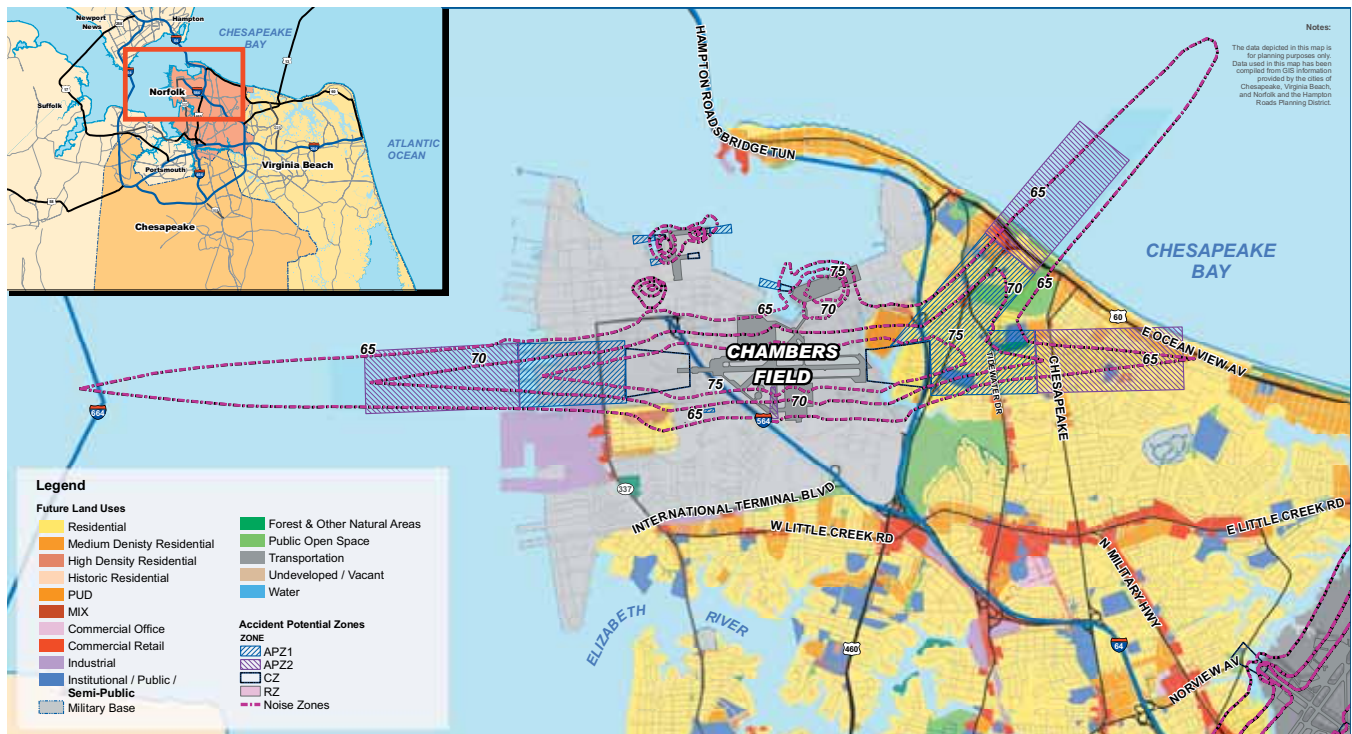 Newport
News
Hampton
CHESAPEAKE
BAY
Norfolk
Suffolk
Portsmouth
Virginia Beach
ATLANTIC
OCEAN
Chesapeake
Notes:
The data depicted in this map is
for planning purposes only.
Data used in this map has been
compiled from GIS information
provided by the cities of
Chesapeake, Virginia Beach,
and Norfolk and the Hampton
Roads Planning District.
HAMPTON ROADS BRIDGE TUN
65
CHESAPEAKE
BAY
75
65
70
70
65
60
E OCEAN VIEW AV
65
70
75
65
CHAMBERS
FIELD
TIDEWATER DR
CHESAPEAKE
75
70
65
564
664
337
INTERNATIONAL TERMINAL BLVD
W LITTLE CREEK RD
E LITTLE CREEK RD
N MILITARY HWY
ELIZABETH
RIVER
460
64
NORVIEW AV
Legend
Future Land Uses
Residential
Medium Denisty Residential
High Density Residential
Historic Residential
PUD
MIX
Commercial Office
Commercial Retail
Industrial
Institutional / Public /
Semi-Public
Military Base
Forest & Other Natural Areas
Public Open Space
Transportation
Undeveloped / Vacant
Water
Accident Potential Zones
ZONE
APZ1
APZ2
CZ
RZ
Noise Zones